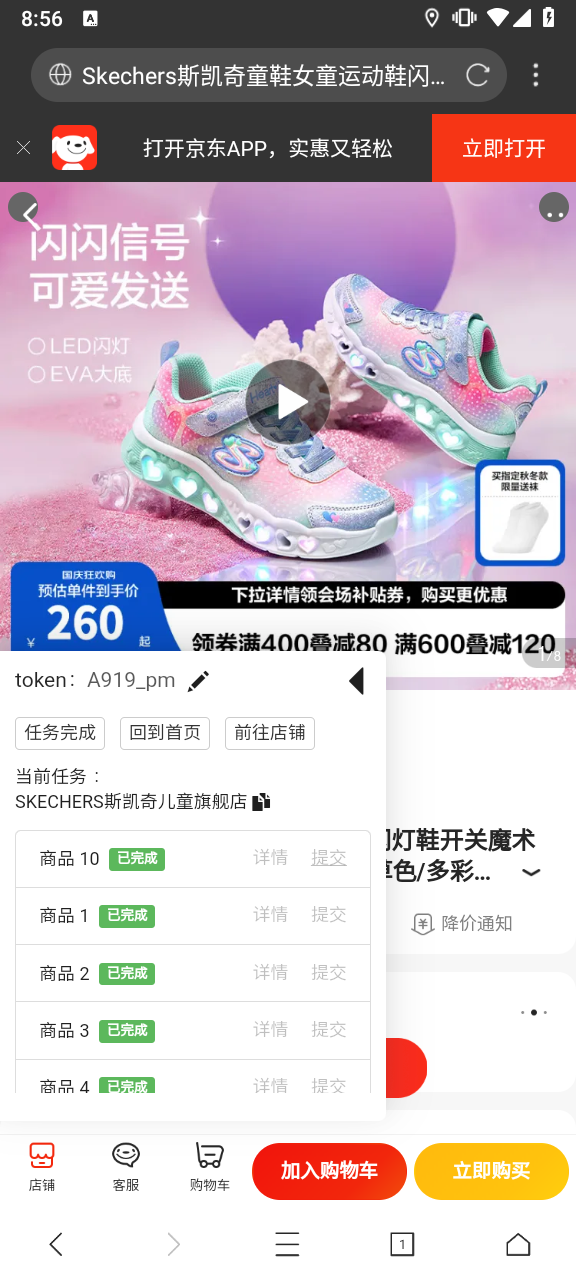 8:56
A
Skechers斯凯奇童鞋女童运动鞋闪...
打开京东APP，实惠又轻松
立即打开
闪闪信号
可爱发送
LED闪灯
EVA大底
买指定秋冬款
限量送袜
国庆狂欢购
预估单件到手价
¥ 260 起
下拉详情领会场补贴券，购买更优惠
领券满400叠减80 满600叠减120
1/8
token： A919_pm
任务完成
回到首页
前往店铺
当前任务：
SKECHERS斯凯奇儿童旗舰店
商品 10 已完成 详情 提交
商品 1 已完成 详情 提交
商品 2 已完成 详情 提交
商品 3 已完成 详情 提交
商品 4 已完成 详情 提交
灯鞋开关魔术
色/多彩...
降价通知
店铺
客服
购物车
加入购物车
立即购买
1